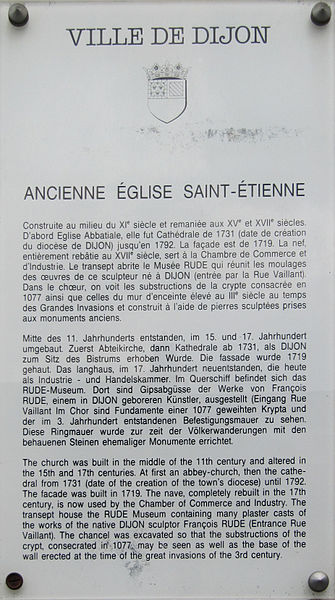 VILLE DE DIJON
ANCIENNE ÉGLISE SAINT-ÉTIENNE
Construite au milieu du XIe siècle et remaniée aux XVe et XVIIe siècles.
D'abord Eglise Abbatiale, elle fut Cathédrale de 1731 (date de création
du diocèse de DIJON) jusqu'en 1792. La façade est de 1719. La nef,
entièrement rebâtie au XVIIe siècle, sert à la Chambre de Commerce et
d'Industrie. Le transept abrite le Musée RUDE qui réunit les moulages
des œuvres de ce sculpteur né à DIJON (entrée par la Rue Vaillant).
Dans le chœur, on voit les substructions de la crypte consacrée en
1077 ainsi que celles du mur d'enceinte élevé au IIIe siècle au temps
des Grandes Invasions et construit à l'aide de pierres sculptées prises
aux monuments anciens.
Mitte des 11. Jahrhunderts entstanden, im 15. und 17. Jahrhundert
umgebaut. Zuerst Abteikirche, dann Kathedrale ab 1731, als DIJON
zum Sitz des Bistrums erhoben Wurde. Die fassade wurde 1719
gehaut. Das langhaus, im 17. Jahrhundert neuentstanden, die heute
als Industrie - und Handelskammer. Im Querschiff befindet sich das
RUDE-Museum. Dort sind Gipsabgüsse der Werke von François
RUDE, einem in DIJON geboreren Künstler, ausgestellt (Eingang Rue
Vaillant Im Chor sind Fundamente einer 1077 geweihten Krypta und
der im 3. Jahrhundert entstandenen Befestigungsmauer zu sehen.
Diese Ringmauer wurde zur zeit der Völkerwanderungen mit den
behauenen Steinen ehemaliger Monumente errichtet.
The church was built in the middle of the 11th century and altered in
the 15th and 17th centuries. At first an abbey-church, then the cathe-
dral from 1731 (date of the creation of the town's diocese) until 1792.
The facade was built in 1719. The nave, completely rebuilt in the 17th
century, is now used by the Chamber of Commerce and Industry. The
transept house the RUDE Museum containing many plaster casts of
the works of the native DIJON sculptor François RUDE (Entrance Rue
Vaillant). The chancel was excavated so that the substructions of the
crypt, consecrated in 1077, may be seen as well as the base of the
wall erected at the time of the great invasions of the 3rd century.